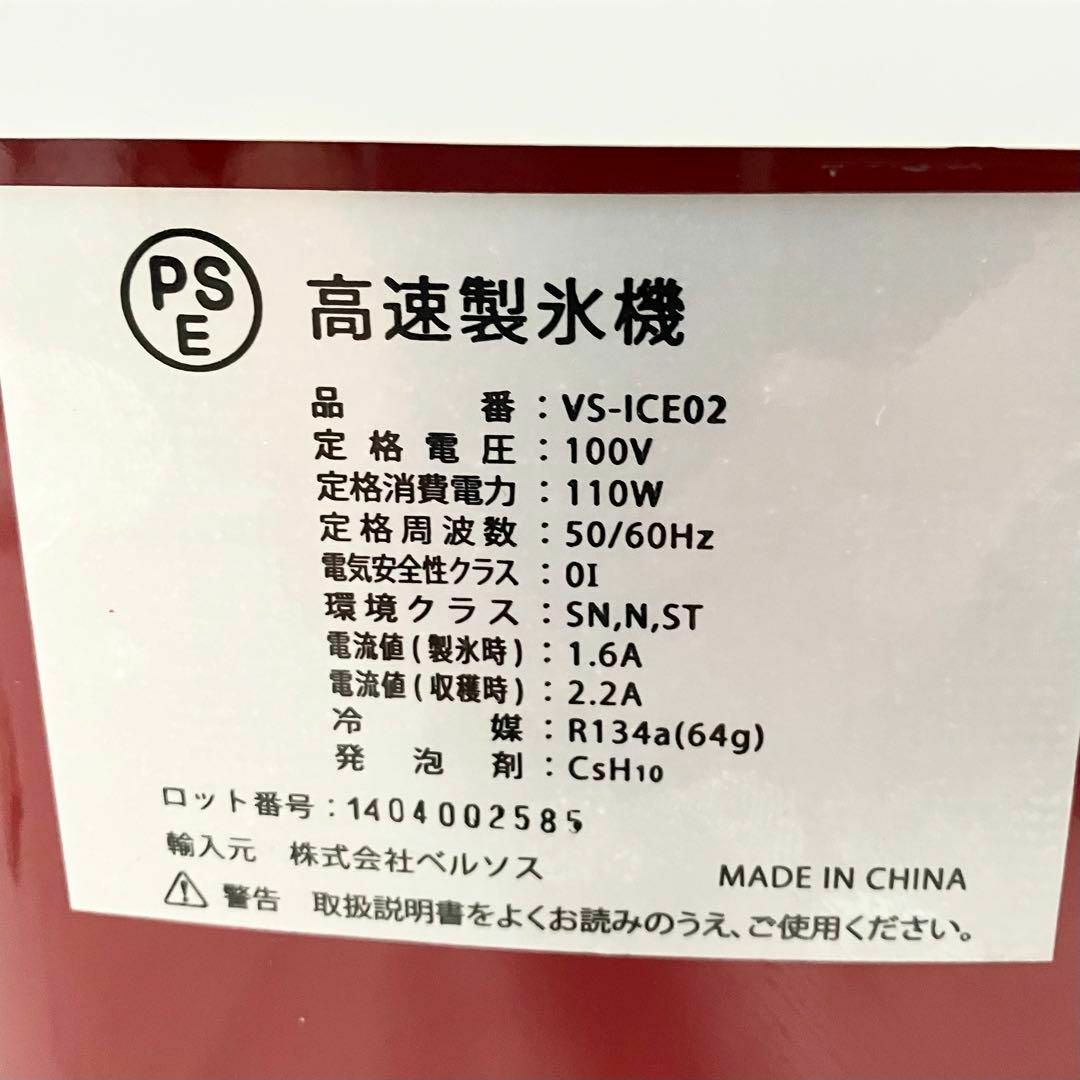 PSE
高速製氷機
品番：VS-ICE02
定格電圧：100V
定格消費電力：110W
定格周波数：50/60Hz
電気安全性クラス：0I
環境クラス：SN,N,ST
電流値(製氷時)：1.6A
電流値(収穫時)：2.2A
冷媒：R134a(64g)
発泡剤：CsH10
ロット番号：1404002585
輸入元 株式会社ベルソス
MADE IN CHINA
警告 取扱説明書をよくお読みのうえ、ご使用ください。